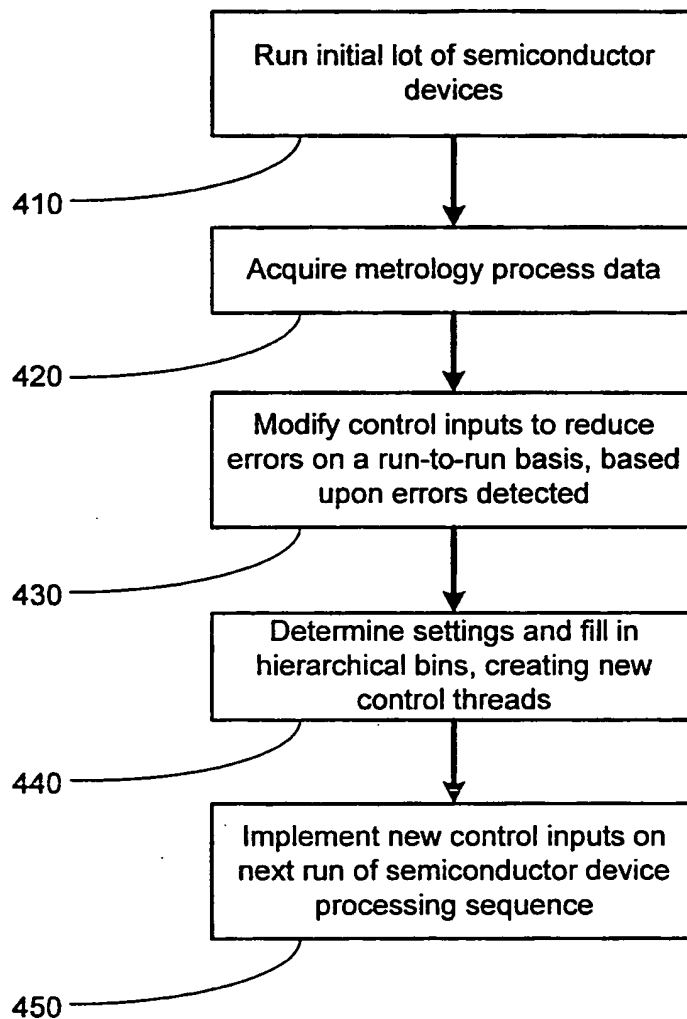 Run initial lot of semiconductor
devices
410
Acquire metrology process data
420
Modify control inputs to reduce
errors on a run-to-run basis, based
upon errors detected
430
Determine settings and fill in
hierarchical bins, creating new
control threads
440
Implement new control inputs on
next run of semiconductor device
processing sequence
450